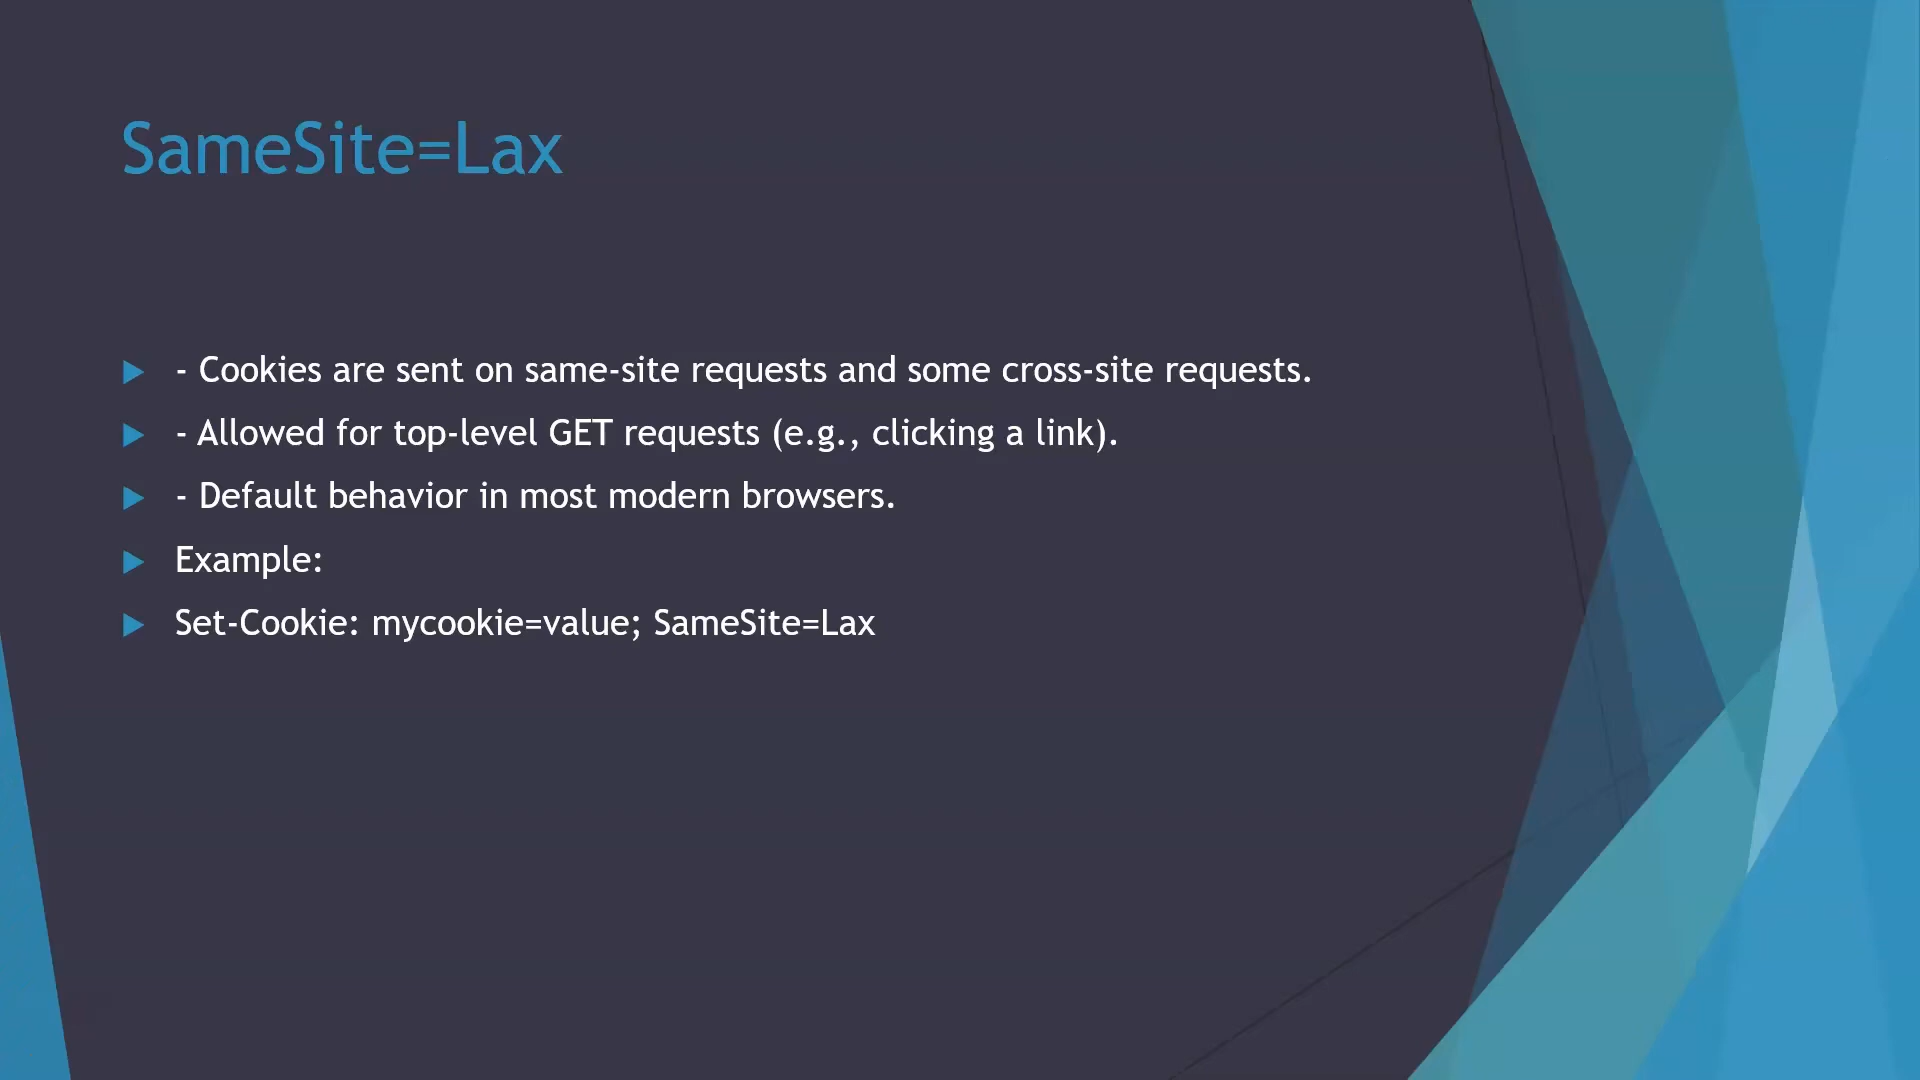 SameSite=Lax
- Cookies are sent on same-site requests and some cross-site requests.
- Allowed for top-level GET requests (e.g., clicking a link).
- Default behavior in most modern browsers.
Example:
Set-Cookie: mycookie=value; SameSite=Lax